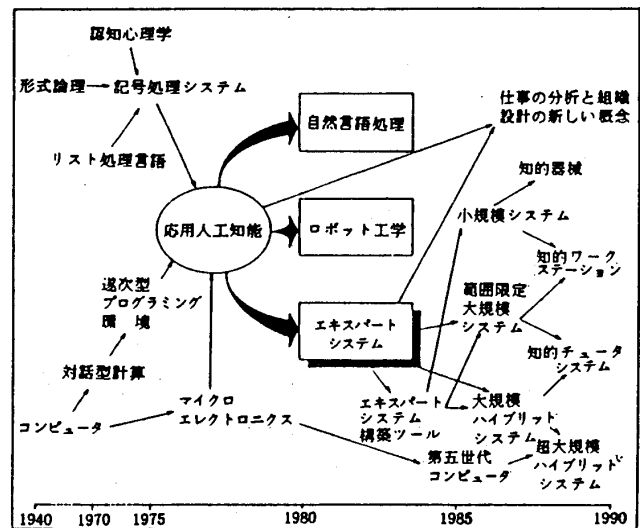 認知心理学
形式論理
記号処理システム
リスト処理言語
自然言語処理
仕事の分析と組織
設計の新しい概念
知的器械
小規模システム
応用人工知能
ロボット工学
知的ワーク
ステーション
逐次型
プログラミング
環境
範囲限定
大規模
システム
エキスパート
システム
知的チュータ
システム
対話型計算
マイクロ
エレクトロニクス
コンピュータ
エキスパート
システム
構築ツール
大規模
ハイブリッド
システム
第五世代
コンピュータ
超大規模
ハイブリッド
システム
1940 1970 1975 1980 1985 1990